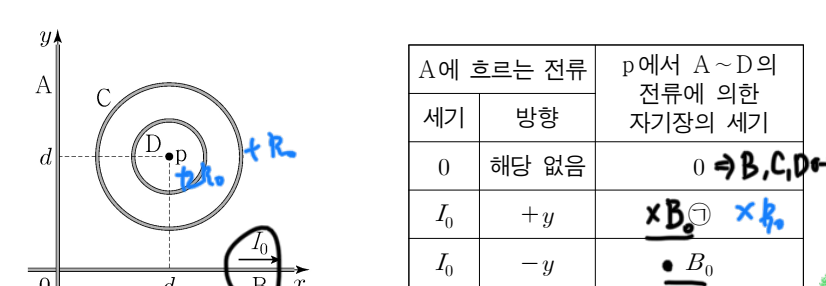 y
A
C
D
p
d
+B₀
+2B₀
I₀
0
d
B
x
A에 흐르는 전류
p에서 A~D의
전류에 의한
자기장의 세기
세기
방향
0
해당 없음
0 ⇒ B, C, D
I₀
+y
×B₀ ㉠ ×B₀
I₀
-y
• B₀